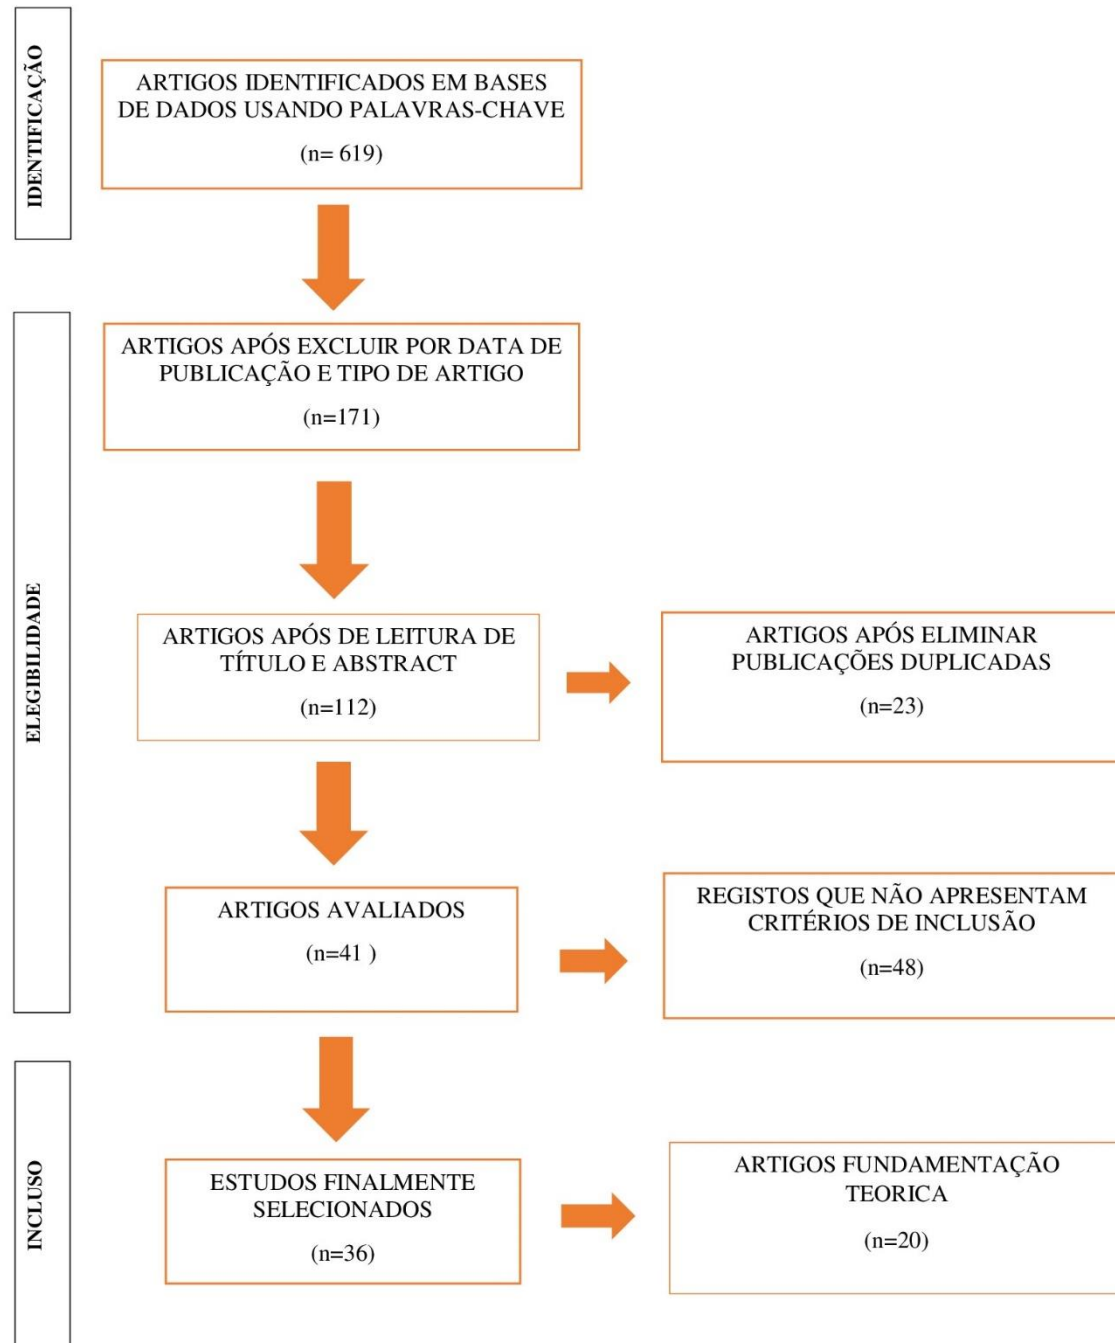 IDENTIFICAÇÃO
ARTIGOS IDENTIFICADOS EM BASES
DE DADOS USANDO PALAVRAS-CHAVE
(n= 619)
ELEGIBILIDADE
ARTIGOS APÓS EXCLUIR POR DATA DE
PUBLICAÇÃO E TIPO DE ARTIGO
(n=171)
ARTIGOS APÓS DE LEITURA DE
TÍTULO E ABSTRACT
(n=112)
ARTIGOS APÓS ELIMINAR
PUBLICAÇÕES DUPLICADAS
(n=23)
ARTIGOS AVALIADOS
(n=41 )
REGISTOS QUE NÃO APRESENTAM
CRITÉRIOS DE INCLUSÃO
(n=48)
INCLUSO
ESTUDOS FINALMENTE
SELECIONADOS
(n=36)
ARTIGOS FUNDAMENTAÇÃO
TEORICA
(n=20)